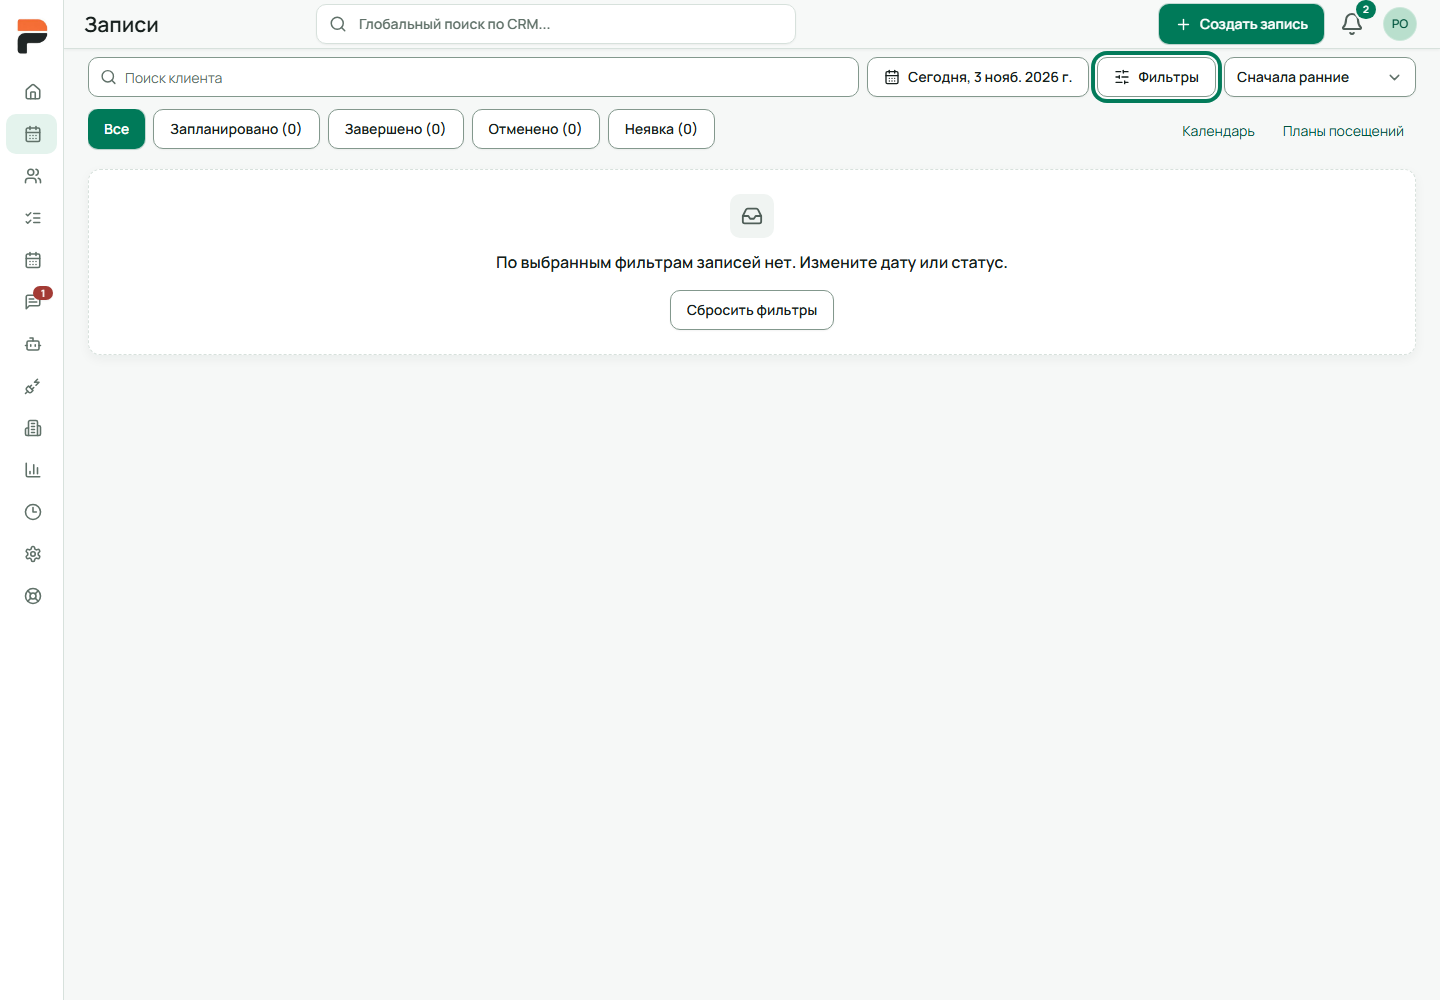 Записи
Глобальный поиск по CRM...
Создать запись
2
PO
Поиск клиента
Сегодня, 3 нояб. 2026 г.
Фильтры
Сначала ранние
Все
Запланировано (0)
Завершено (0)
Отменено (0)
Неявка (0)
Календарь
Планы посещений
1
По выбранным фильтрам записей нет. Измените дату или статус.
Сбросить фильтры